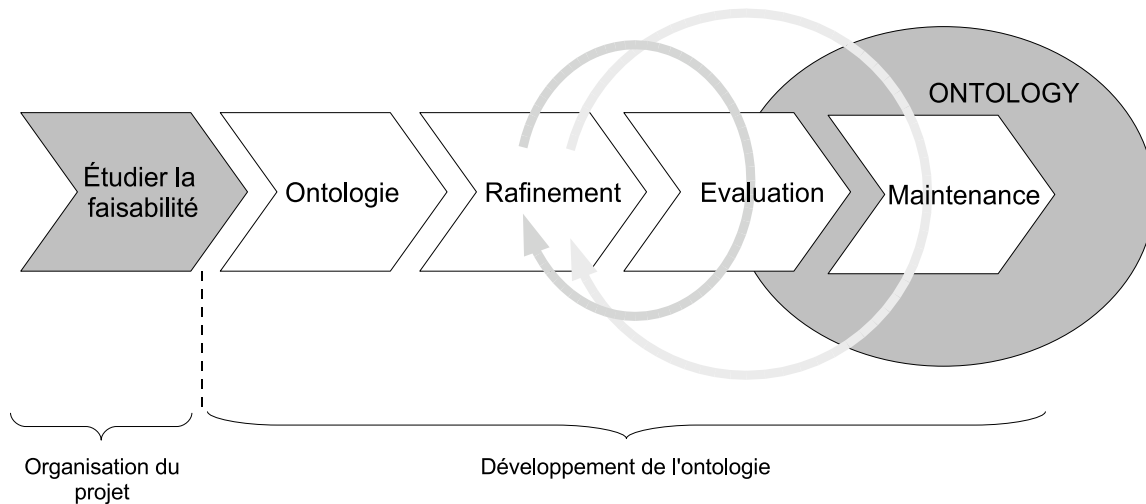 ONTOLOGY
Étudier la
faisabilité
Ontologie
Rafinement
Evaluation
Maintenance
Organisation du
projet
Développement de l'ontologie